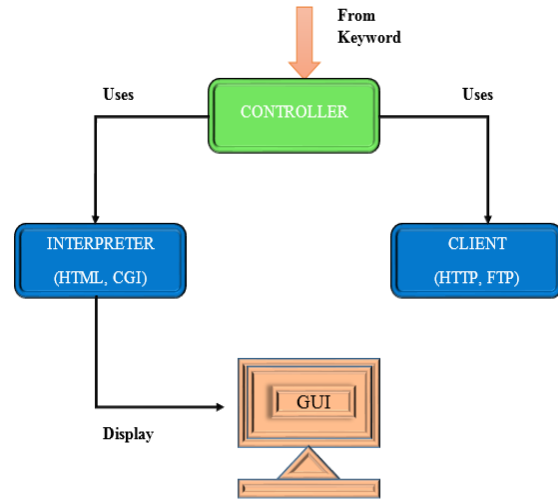 From
Keyword
Uses
Uses
CONTROLLER
INTERPRETER
(HTML, CGI)
CLIENT
(HTTP, FTP)
GUI
Display